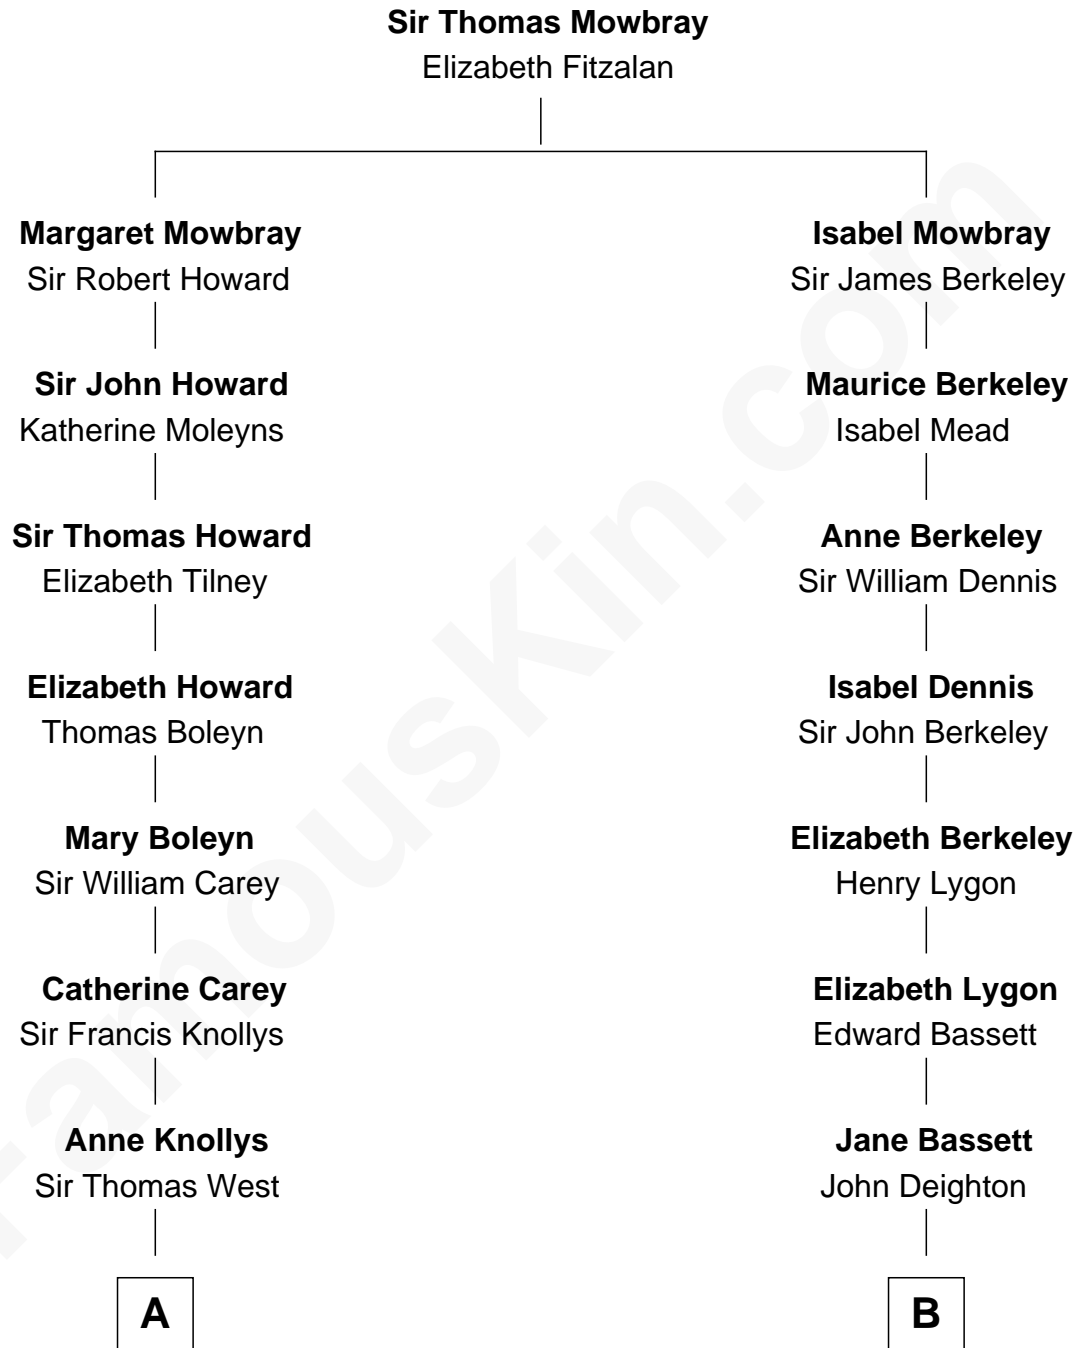 Sir Thomas Mowbray
Elizabeth Fitzalan
Margaret Mowbray
Sir Robert Howard
Isabel Mowbray
Sir James Berkeley
Sir John Howard
Katherine Moleyns
Maurice Berkeley
Isabel Mead
Sir Thomas Howard
Elizabeth Tilney
Anne Berkeley
Sir William Dennis
Elizabeth Howard
Thomas Boleyn
Isabel Dennis
Sir John Berkeley
Mary Boleyn
Sir William Carey
Elizabeth Berkeley
Henry Lygon
Catherine Carey
Sir Francis Knollys
Elizabeth Lygon
Edward Bassett
Anne Knollys
Sir Thomas West
Jane Bassett
John Deighton
A
B
FamousKin.com